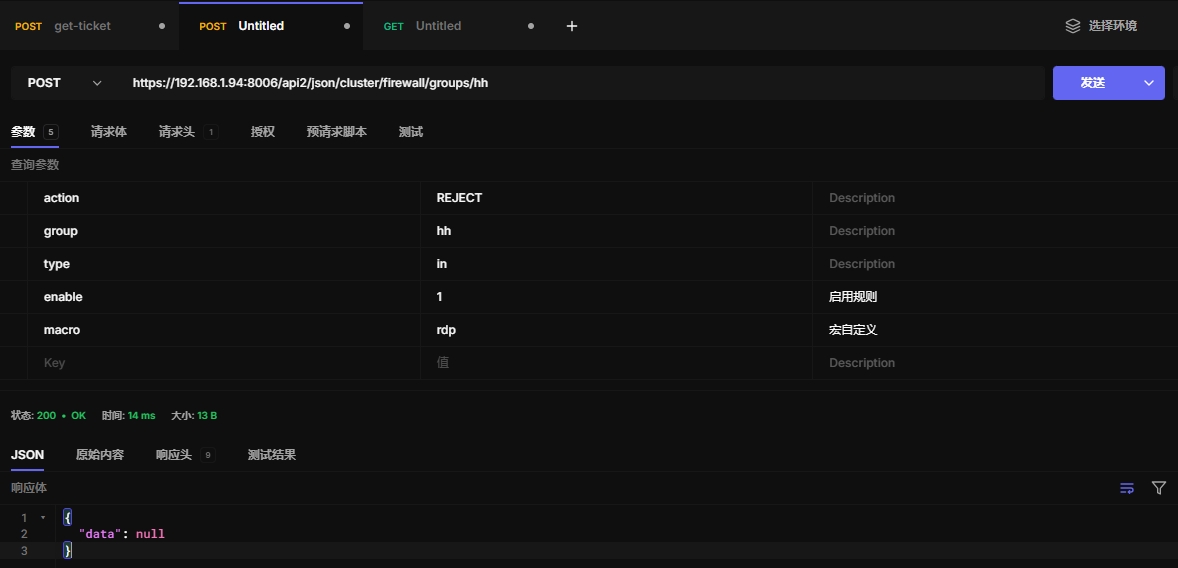 POST get-ticket POST Untitled GET Untitled + 选择环境
POST https://192.168.1.94:8006/api2/json/cluster/firewall/groups/hh 发送
参数 5 请求体 请求头 1 授权 预请求脚本 测试
查询参数
action REJECT Description
group hh Description
type in Description
enable 1 启用规则
macro rdp 宏自定义
Key 值 Description
状态: 200 • OK 时间: 14 ms 大小: 13 B
JSON 原始内容 响应头 9 测试结果
响应体
1 {
2 "data": null
3 }